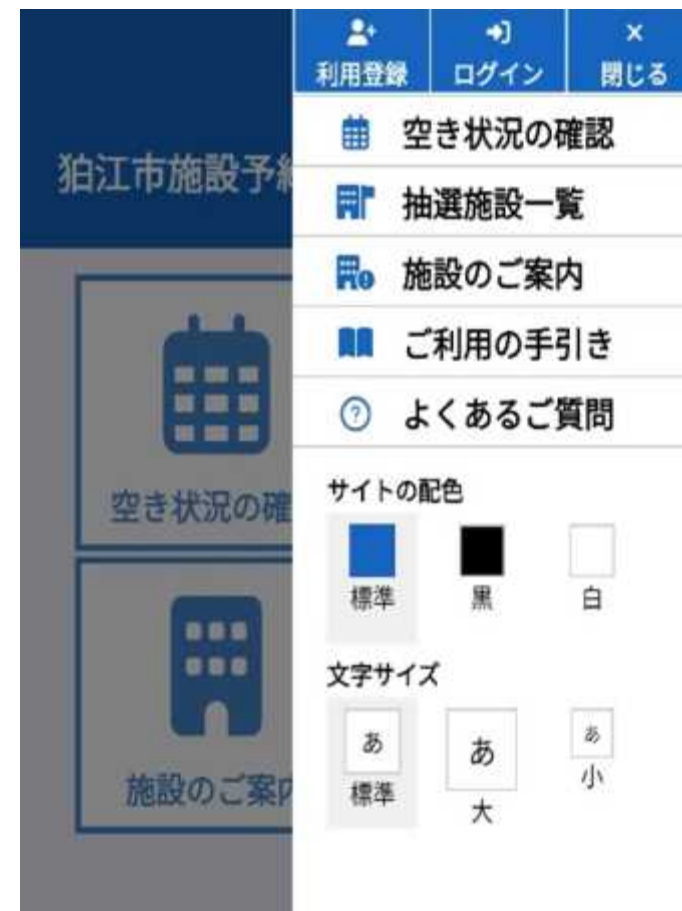 利用登録 ログイン 閉じる
空き状況の確認
抽選施設一覧
施設のご案内
ご利用の手引き
よくあるご質問
サイトの配色
標準 黒 白
文字サイズ
あ あ あ
標準 大 小
狛江市施設予約
空き状況の確
施設のご案内